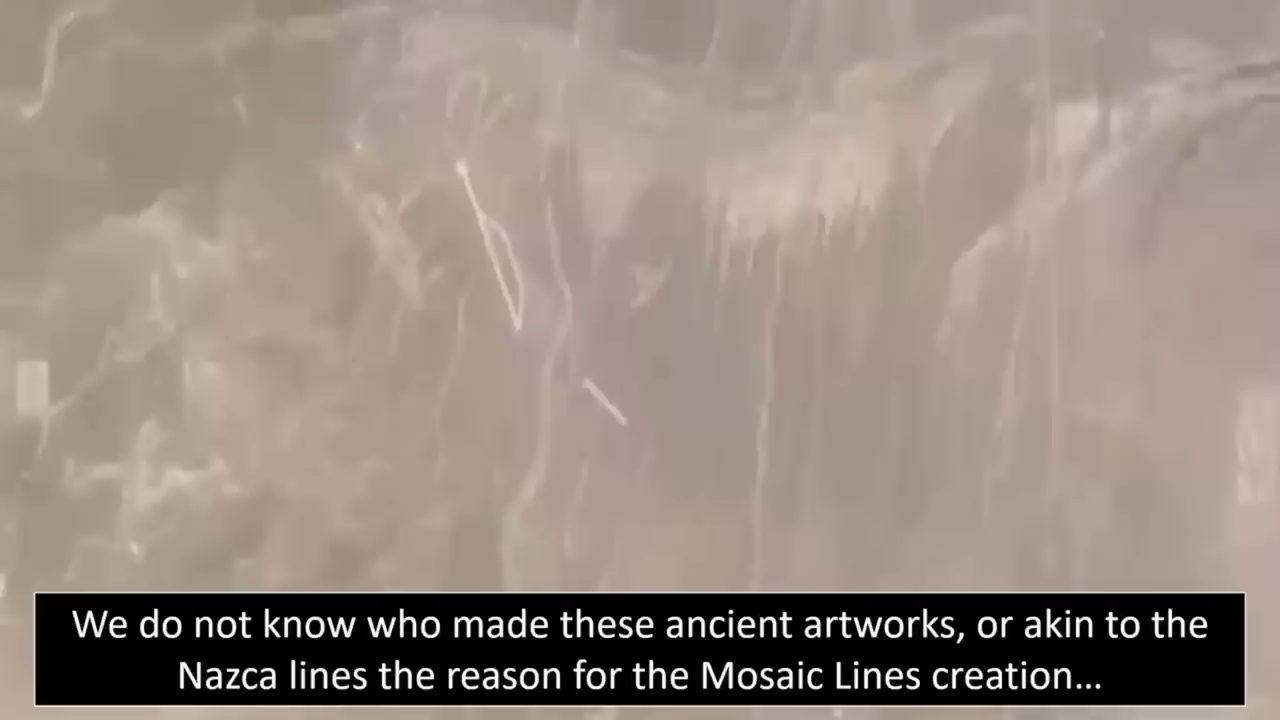 We do not know who made these ancient artworks, or akin to the
Nazca lines the reason for the Mosaic Lines creation...